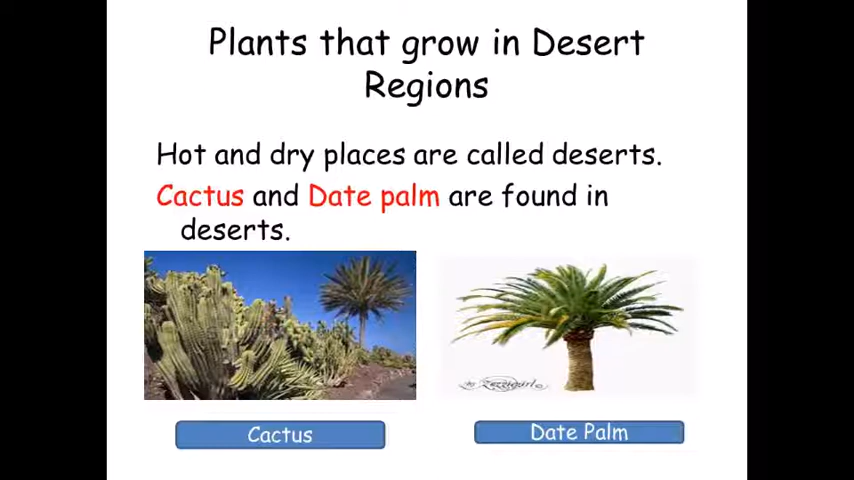 Plants that grow in Desert
Regions
Hot and dry places are called deserts.
Cactus and Date palm are found in
deserts.
Cactus
Date Palm